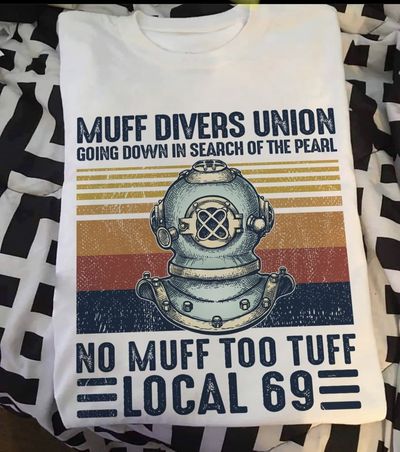 MUFF DIVERS UNION
GOING DOWN IN SEARCH OF THE PEARL
NO MUFF TOO TUFF
LOCAL 69